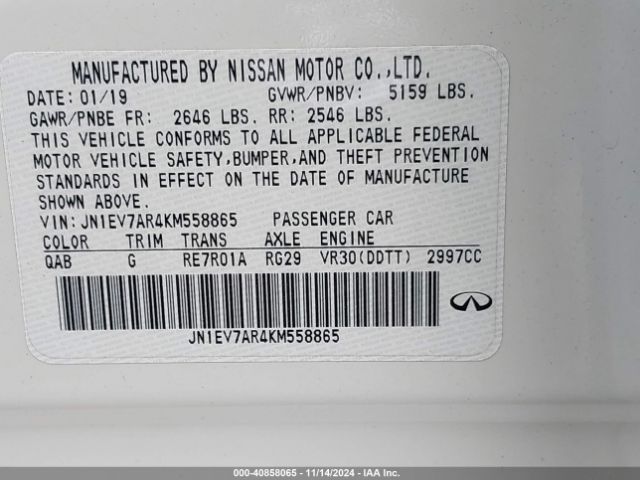 MANUFACTURED BY NISSAN MOTOR CO.,LTD.
DATE: 01/19 GVWR/PNBV: 5159 LBS.
GAWR/PNBE FR: 2646 LBS. RR: 2546 LBS.
THIS VEHICLE CONFORMS TO ALL APPLICABLE FEDERAL
MOTOR VEHICLE SAFETY,BUMPER,AND THEFT PREVENTION
STANDARDS IN EFFECT ON THE DATE OF MANUFACTURE
SHOWN ABOVE.
VIN:JN1EV7AR4KM558865 PASSENGER CAR
COLOR TRIM TRANS AXLE ENGINE
QAB G RE7R01A RG29 VR30(DDTT) 2997CC
JN1EV7AR4KM558865
000-40858065 - 11/14/2024 - IAAI.COM